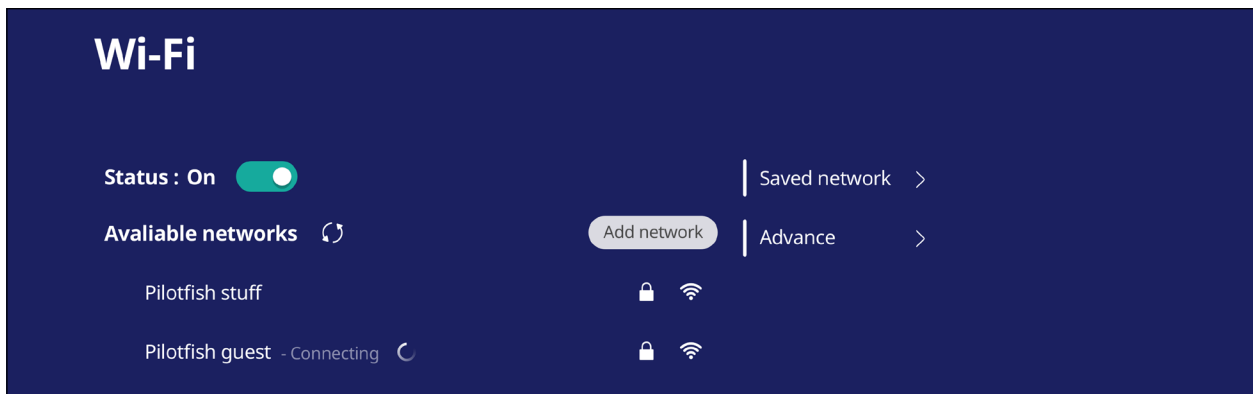 Wi-Fi
Status : On
Saved network
Avaliable networks
Add network
Advance
Pilotfish stuff
Pilotfish guest - Connecting